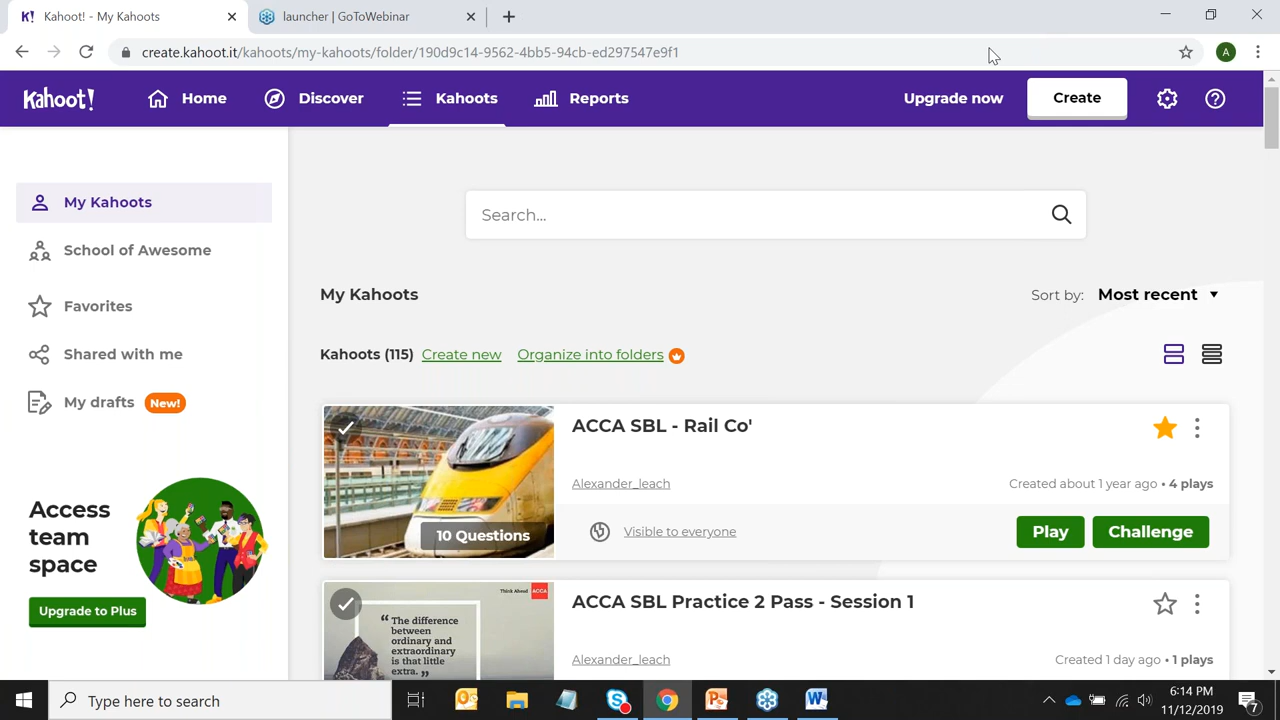 Kahoot! - My Kahoots
launcher | GoToWebinar
create.kahoot.it/kahoots/my-kahoots/folder/190d9c14-9562-4bb5-94cb-ed297547e9f1
A
Kahoot!
Home
Discover
Kahoots
Reports
Upgrade now
Create
My Kahoots
School of Awesome
Favorites
Shared with me
My drafts New!
Access
team
space
Upgrade to Plus
Search...
My Kahoots
Sort by: Most recent
Kahoots (115) Create new Organize into folders
10 Questions
ACCA SBL - Rail Co'
Alexander_leach
Created about 1 year ago • 4 plays
Visible to everyone
Play
Challenge
Think Ahead ACCA
“ The difference
between
ordinary and
extraordinary
is that little
extra. „
ACCA SBL Practice 2 Pass - Session 1
Alexander_leach
Created 1 day ago • 1 plays
Type here to search
6:14 PM
11/12/2019
7